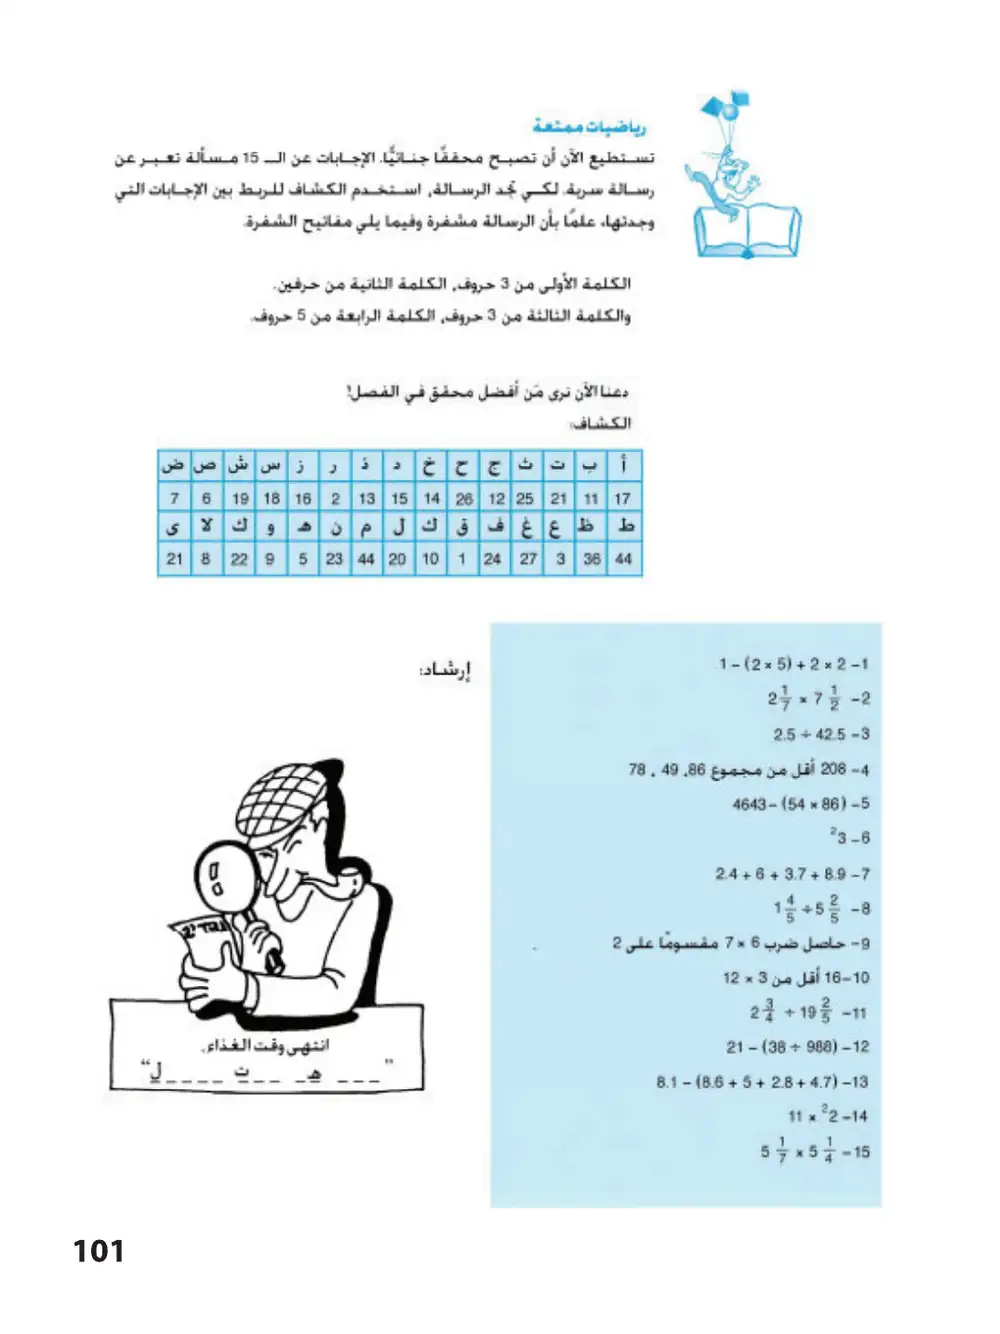 رياضيات ممتعة
تستطيع الآن أن تصبح محققًا جنائيًّا. الإجابات عن الـ 15 مسألة تعبر عن
رسالة سرية. لكي تجد الرسالة، استخدم الكشاف للربط بين الإجابات التي
وجدتها، علمًا بأن الرسالة مشفرة وفيما يلي مفاتيح الشفرة.
الكلمة الأولى من 3 حروف، الكلمة الثانية من حرفين.
والكلمة الثالثة من 3 حروف، الكلمة الرابعة من 5 حروف.
دعنا الآن نرى مَن أفضل محقق في الفصل!
الكشاف:
أ ب ت ث ج ح خ د ذ ر ز س ش ص ض
17 11 21 25 12 26 14 15 13 2 16 18 19 6 7
ط ظ ع غ ف ق ك ل م ن هـ و ك لا ى
44 36 3 27 24 1 10 20 44 23 5 9 22 8 21
إرشاد:
1– 2 × 2 + (5 × 2) – 1
2– 7 1/2 × 2 1/7
3– 42.5 ÷ 2.5
4– 208 أقل من مجموع 86، 49 ، 78
5– (86 × 54) –4643
6– 3²
7– 8.9 + 3.7 + 6 + 2.4
8– 5 2/5 ÷ 1 4/5
9– حاصل ضرب 6 × 7 مقسومًا على 2
10–16 أقل من 3 × 12
11– 19 2/5 ÷ 2 3/4
12– (988 ÷ 38) – 21
13– (4.7 + 2.8 + 5 + 8.6) – 8.1
14– 2² × 11
15– 5 1/4 × 5 1/7
انتهى وقت الغذاء.
" _ _ _ هـ _ _ _ ت _ _ _ _ _ ل "
101